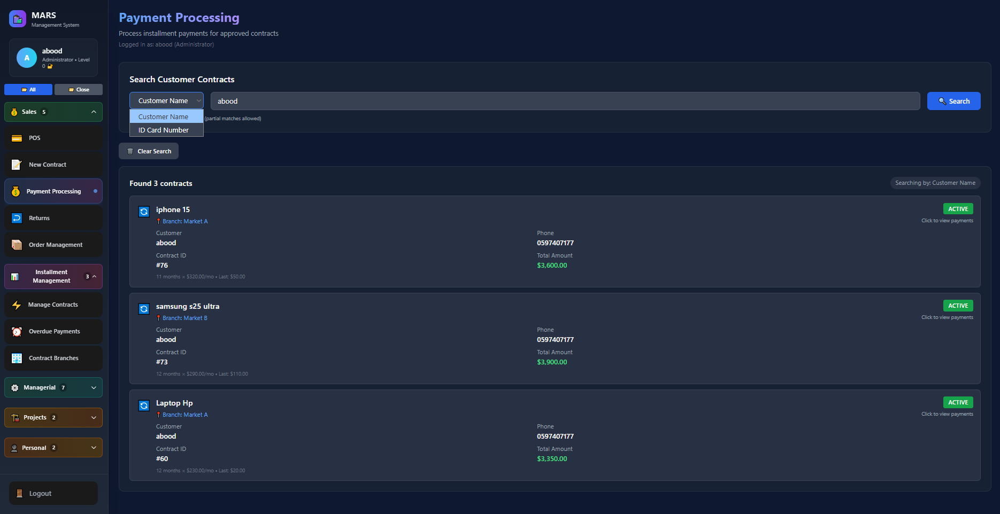 MARS
Management System
A
abood
Administrator • Level
0
All
Close
Sales 5
POS
New Contract
Payment Processing
Returns
Order Management
Installment
Management
3
Manage Contracts
Overdue Payments
Contract Branches
Managerial 7
Projects 2
Personal 2
Logout
Payment Processing
Process installment payments for approved contracts
Logged in as: abood (Administrator)
Search Customer Contracts
Customer Name
abood
Search
Customer Name
ID Card Number
(partial matches allowed)
Clear Search
Found 3 contracts
Searching by: Customer Name
iphone 15
ACTIVE
Branch: Market A
Click to view payments
Customer
Phone
abood
0597407177
Contract ID
Total Amount
#76
$3,600.00
11 months × $320.00/mo • Last: $50.00
samsung s25 ultra
ACTIVE
Branch: Market B
Click to view payments
Customer
Phone
abood
0597407177
Contract ID
Total Amount
#73
$3,900.00
12 months × $290.00/mo • Last: $110.00
Laptop Hp
ACTIVE
Branch: Market A
Click to view payments
Customer
Phone
abood
0597407177
Contract ID
Total Amount
#60
$3,350.00
12 months × $230.00/mo • Last: $20.00